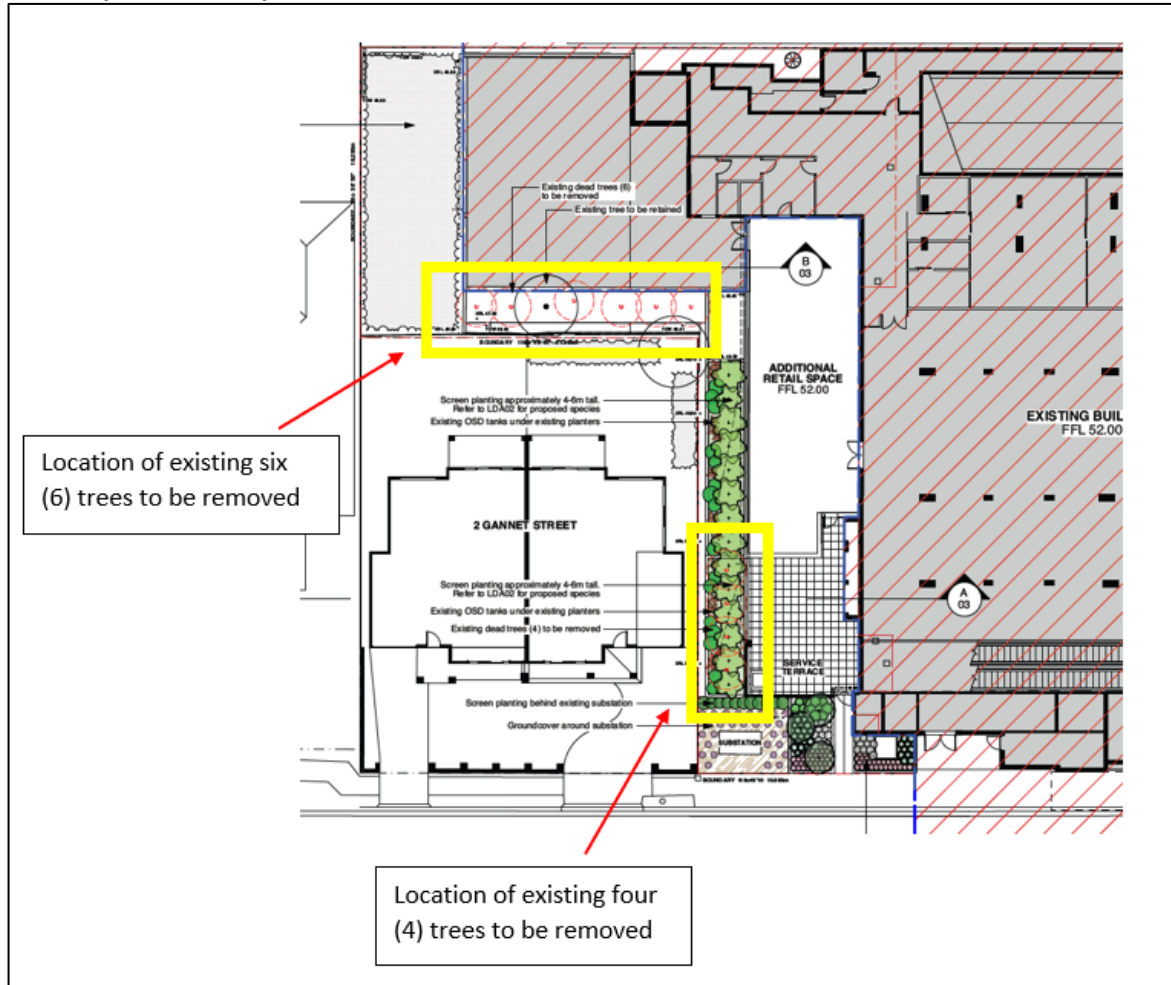 Existing dead trees (6)
to be removed
Existing tree to be retained
B
03
BOUNDARY
ADDITIONAL
RETAIL SPACE
FFL 52.00
Screen planting approximately 4-6m tall.
Refer to LDA02 for proposed species
Existing OSD tanks under existing planters
EXISTING BUIL
FFL 52.00
Location of existing six
(6) trees to be removed
2 GANNET STREET
Screen planting approximately 4-6m tall.
Refer to LDA02 for proposed species
Existing OSD tanks under existing planters
Existing dead trees (4) to be removed
A
03
SERVICE
TERRACE
Screen planting behind existing substation
Groundcover around substation
SUBSTATION
BOUNDARY
Location of existing four
(4) trees to be removed